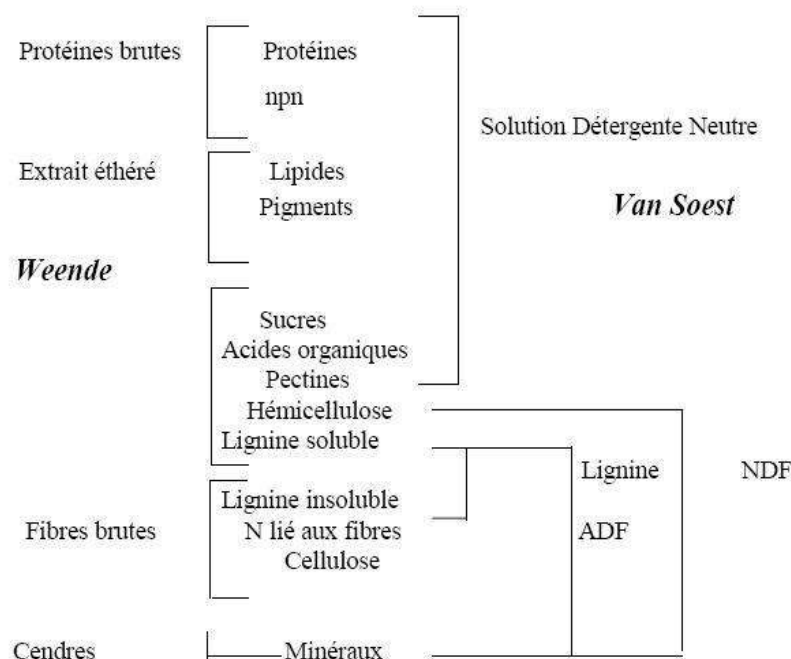 Protéines brutes Protéines
npn
Solution Détergente Neutre
Extrait éthéré Lipides
Pigments
Van Soest
Weende
Sucres
Acides organiques
Pectines
Hémicellulose
Lignine soluble
Lignine NDF
Lignine insoluble
Fibres brutes N lié aux fibres ADF
Cellulose
Cendres Minéraux